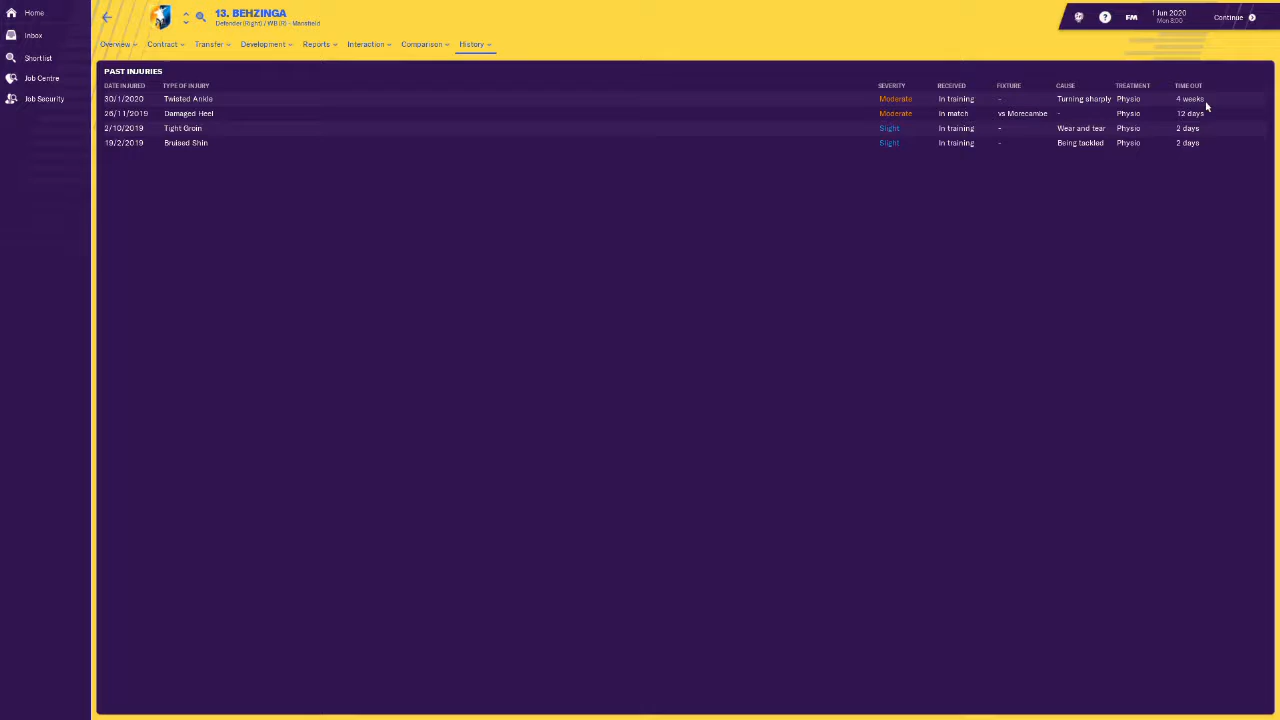 Home
Inbox
Shortlist
Job Centre
Job Security
13. BEHZINGA
Defender (Right) / WB (R) - Mansfield
FM
1 Jun 2020
Mon 8:00
Continue
Overview Contract Transfer Development Reports Interaction Comparison History
PAST INJURIES
DATE INJURED TYPE OF INJURY SEVERITY RECEIVED FIXTURE CAUSE TREATMENT TIME OUT
30/1/2020 Twisted Ankle Moderate In training - Turning sharply Physio 4 weeks
26/11/2019 Damaged Heel Moderate In match vs Morecambe - Physio 12 days
2/10/2019 Tight Groin Slight In training - Wear and tear Physio 2 days
19/2/2019 Bruised Shin Slight In training - Being tackled Physio 2 days